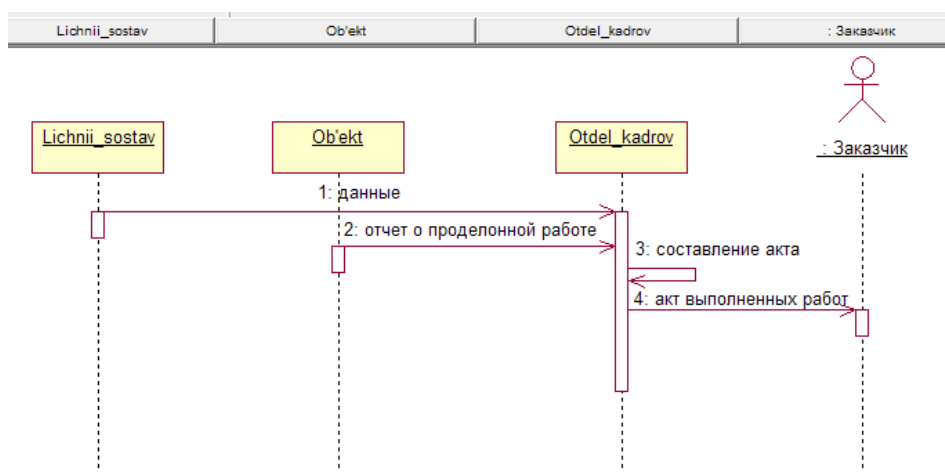 Lichnii_sostav
Ob'ekt
Otdel_kadrov
: Заказчик
Lichnii_sostav
Ob'ekt
Otdel_kadrov
: Заказчик
1: данные
2: отчет о проделонной работе
3: составление акта
4: акт выполненных работ